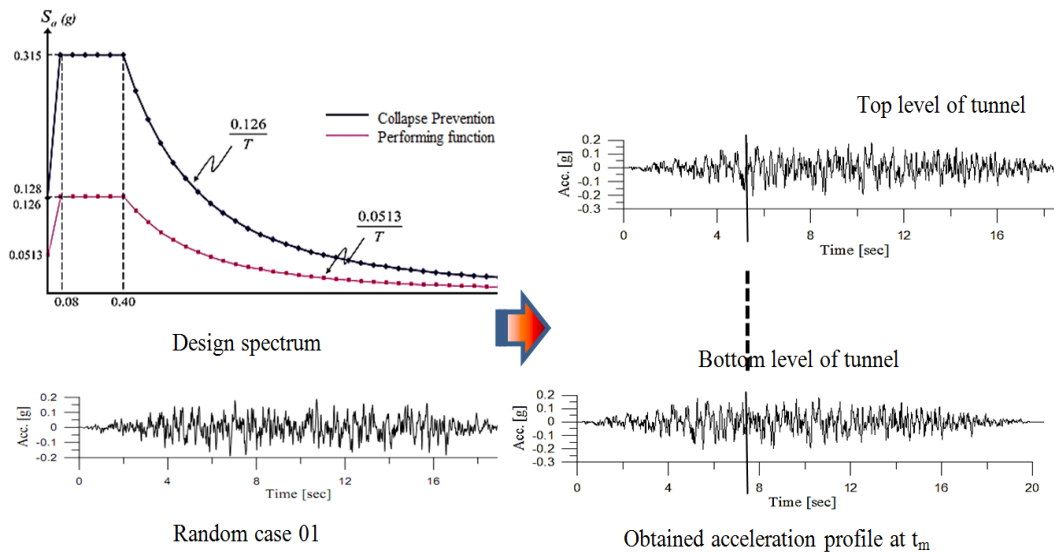 Sₐ (g)
0.315
0.128
0.126
0.0513
0.08
0.40
0.126
T
0.0513
T
Collapse Prevention
Performing function
Design spectrum
Acc. [g]
0.2
0.1
0
-0.1
-0.2
0
4
8
12
16
Time [sec]
Random case 01
Top level of tunnel
Acc. [g]
0.2
0.1
0
-0.1
-0.2
-0.3
0
4
8
12
16
Time [sec]
Bottom level of tunnel
Acc. [g]
0.2
0.1
0
-0.1
-0.2
-0.3
0
4
8
12
16
20
Time [sec]
Obtained acceleration profile at tₘ